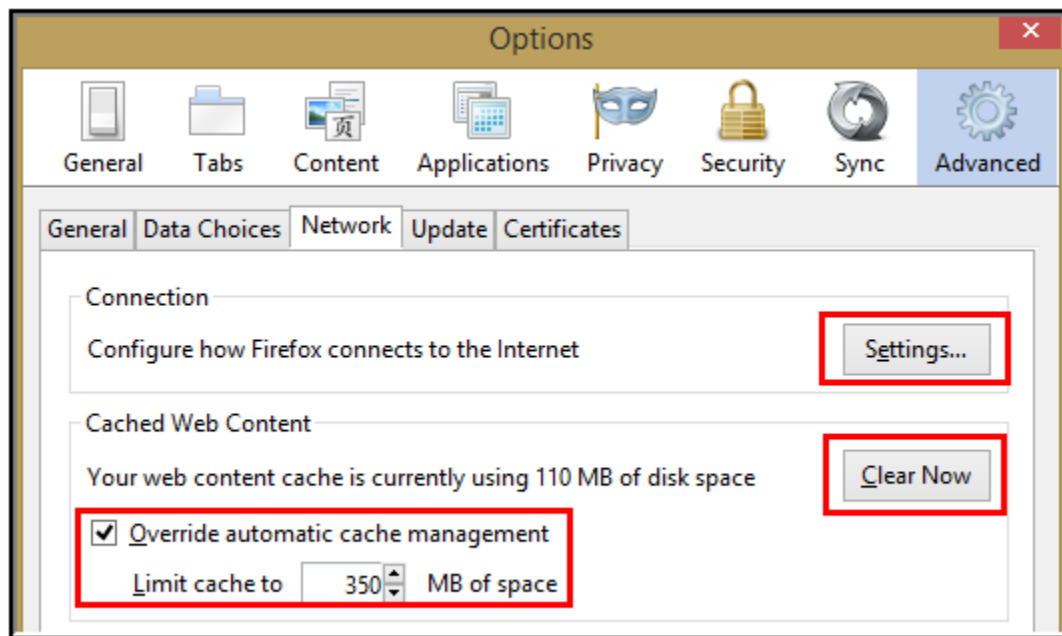 Options
页
General Tabs Content Applications Privacy Security Sync Advanced
General Data Choices Network Update Certificates
Connection
Configure how Firefox connects to the Internet Settings...
Cached Web Content
Your web content cache is currently using 110 MB of disk space Clear Now
Override automatic cache management
Limit cache to 350 MB of space